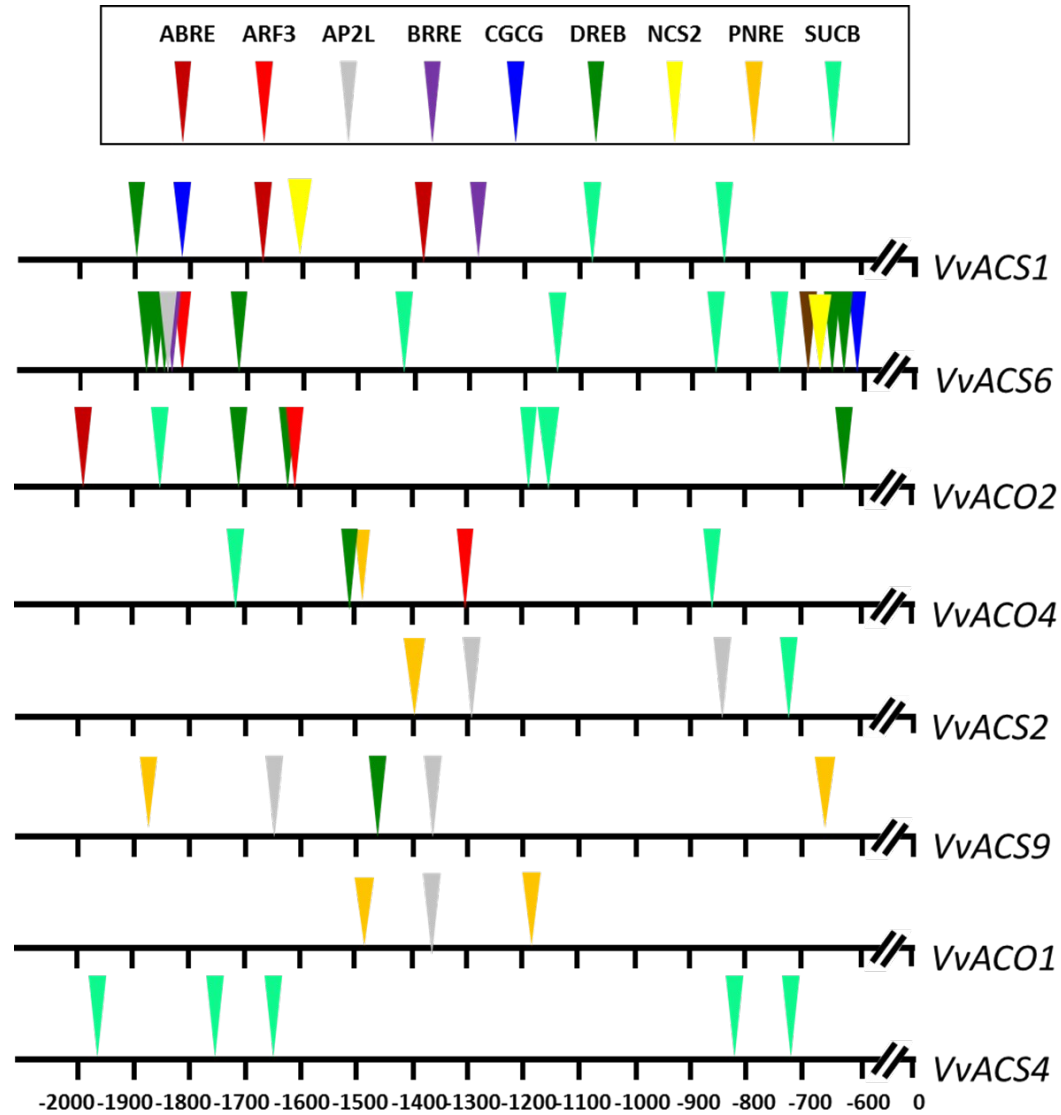 ABRE ARF3 AP2L BRRE CGCG DREB NCS2 PNRE SUCB
VvACS1
VvACS6
VvACO2
VvACO4
VvACS2
VvACS9
VvACO1
VvACS4
-2000 -1900 -1800 -1700 -1600 -1500 -1400 -1300 -1200 -1100 -1000 -900 -800 -700 -600 0